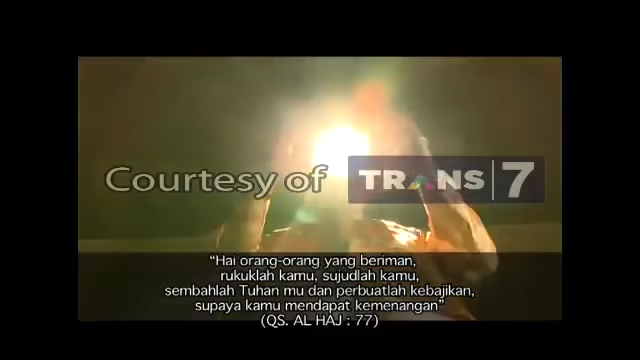 Courtesy of TRANS|7
“Hai orang-orang yang beriman,
rukuklah kamu, sujudlah kamu,
sembahlah Tuhan mu dan perbuatlah kebajikan,
supaya kamu mendapat kemenangan”
(QS. AL HAJ : 77)